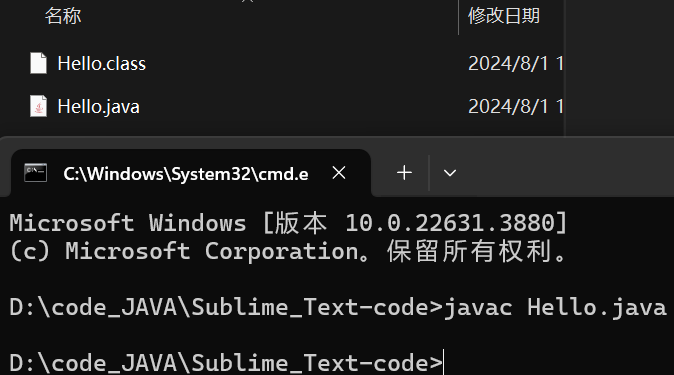 名称 修改日期
Hello.class 2024/8/1 1
Hello.java 2024/8/1 1
C:\Windows\System32\cmd.e
Microsoft Windows [版本 10.0.22631.3880]
(c) Microsoft Corporation。保留所有权利。
D:\code_JAVA\Sublime_Text-code>javac Hello.java
D:\code_JAVA\Sublime_Text-code>